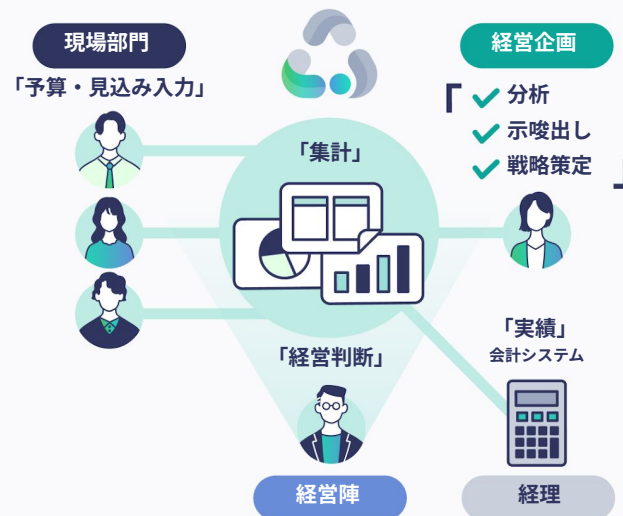 現場部門
「予算・見込み入力」
経営企画
「
分析
示唆出し
戦略策定
」
「集計」
「経営判断」
経営陣
「実績」
会計システム
経理